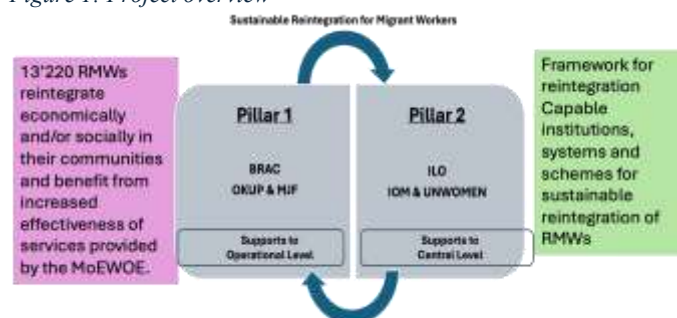 Figure 1: Project overview
Sustainable Reintegration for Migrant Workers
13'220 RMWs
reintegrate
economically
and/or socially in
their communities
and benefit from
increased
effectiveness of
services provided
by the MoEWOE.
Pillar 1
BRAC
OKUP & MJF
Supports to
Operational Level
Pillar 2
ILO
IOM & UNWOMEN
Supports to
Central Level
Framework for
reintegration
Capable
institutions,
systems and
schemes for
sustainable
reintegration of
RMWs